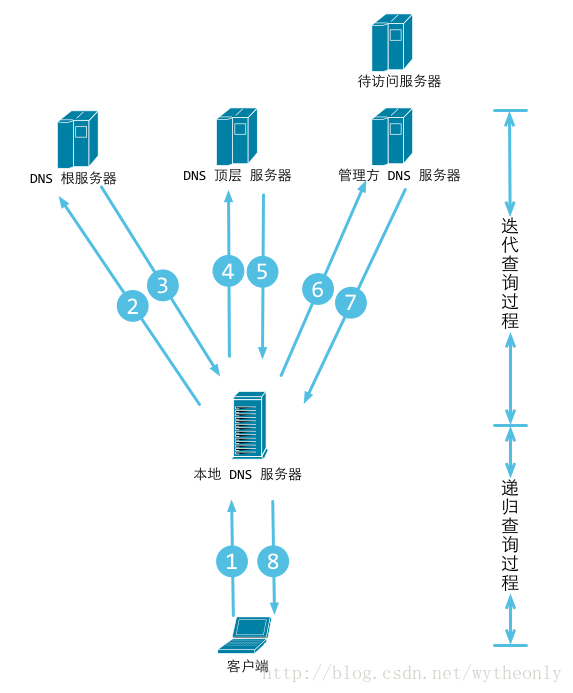 待访问服务器
DNS 根服务器
DNS 顶层 服务器
管理方 DNS 服务器
2
3
4
5
6
7
迭代查询过程
本地 DNS 服务器
1
8
递归查询过程
客户端
http://blog.csdn.net/wytheonly